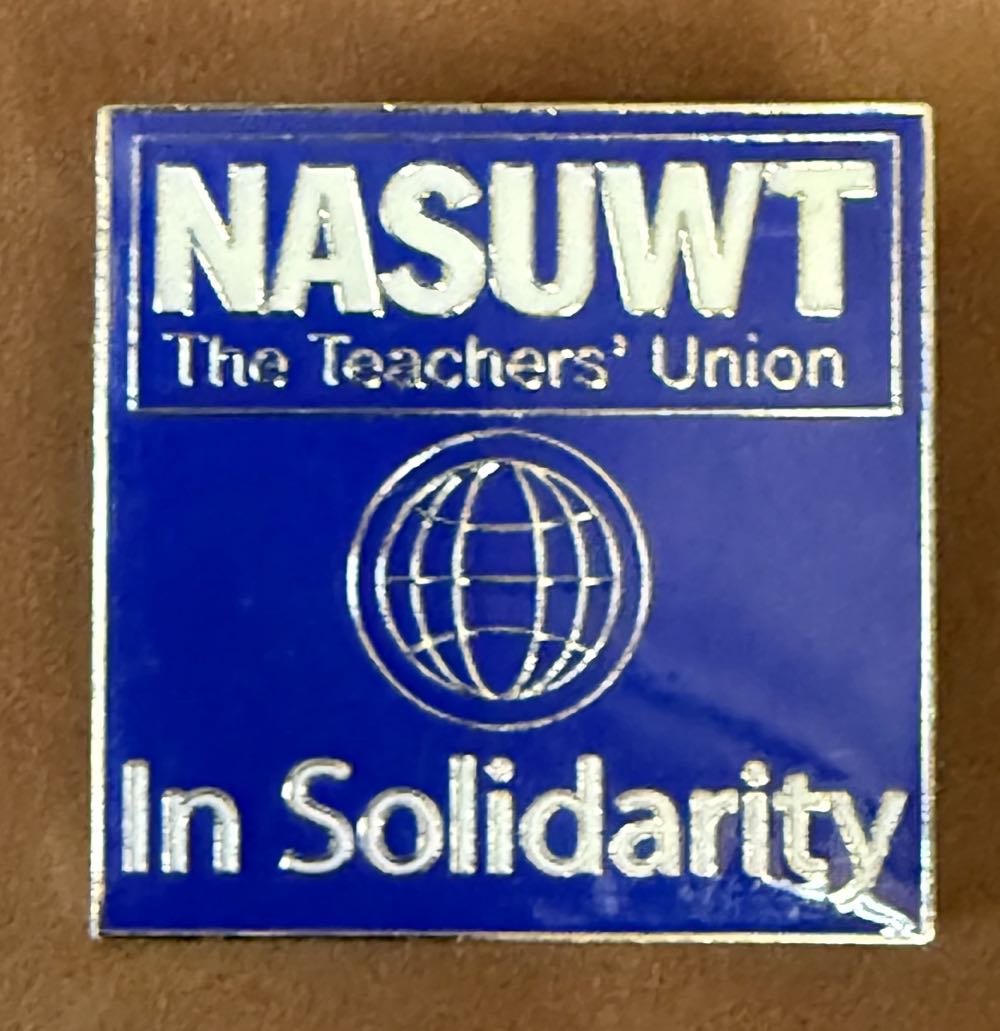 NASUWT
The Teachers' Union
In Solidarity